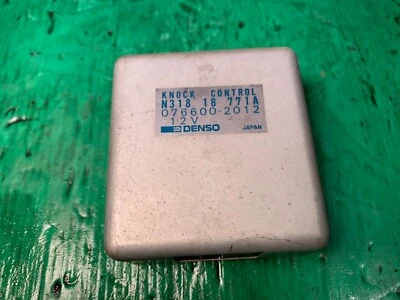 KNOCK CONTROL
N318 18 771A
076600-2012
12V
DENSO JAPAN